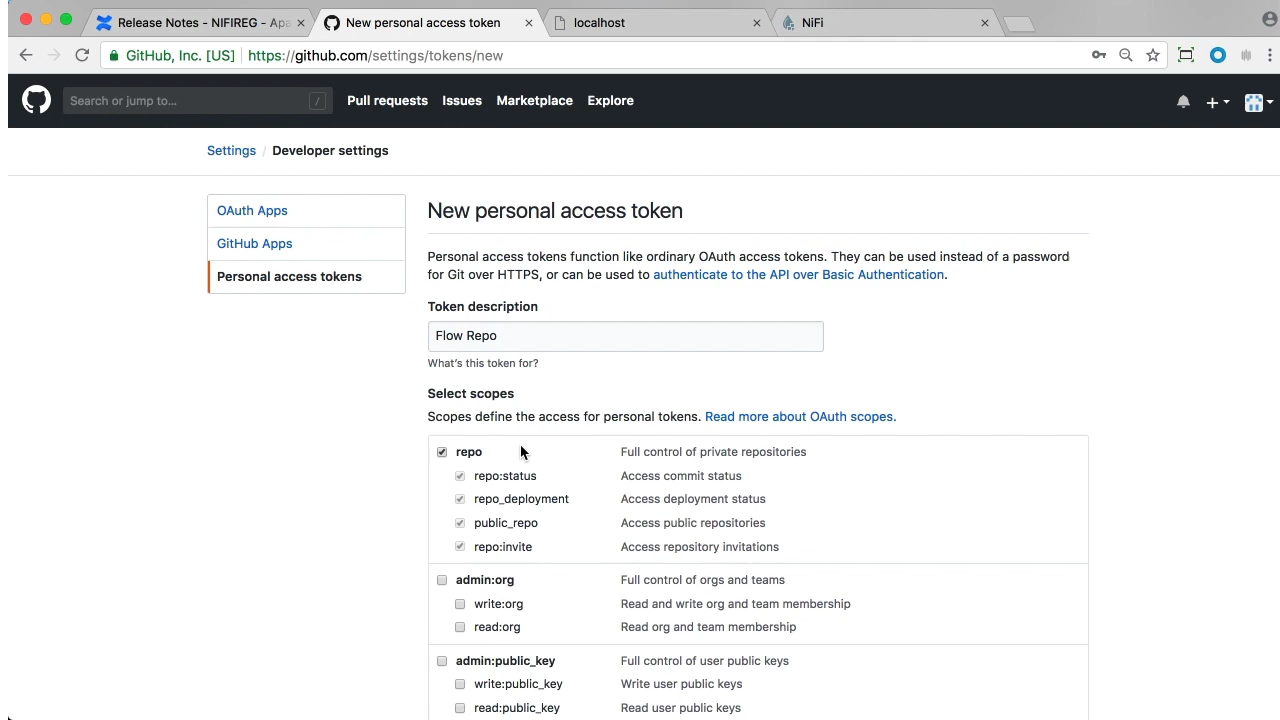 Release Notes - NIFIREG - Apa
New personal access token
localhost
NiFi
GitHub, Inc. [US]
https://github.com/settings/tokens/new
Search or jump to…
/
Pull requests
Issues
Marketplace
Explore
Settings / Developer settings
OAuth Apps
GitHub Apps
Personal access tokens
New personal access token
Personal access tokens function like ordinary OAuth access tokens. They can be used instead of a password
for Git over HTTPS, or can be used to authenticate to the API over Basic Authentication.
Token description
Flow Repo
What's this token for?
Select scopes
Scopes define the access for personal tokens. Read more about OAuth scopes.
repo Full control of private repositories
repo:status Access commit status
repo_deployment Access deployment status
public_repo Access public repositories
repo:invite Access repository invitations
admin:org Full control of orgs and teams
write:org Read and write org and team membership
read:org Read org and team membership
admin:public_key Full control of user public keys
write:public_key Write user public keys
read:public_key Read user public keys